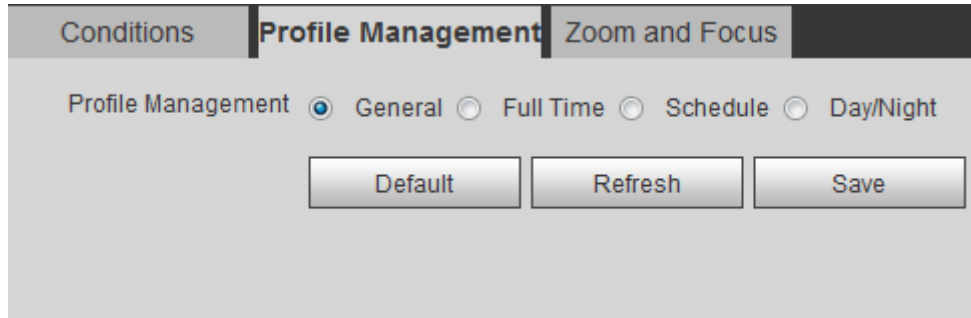 Conditions Profile Management Zoom and Focus
Profile Management General Full Time Schedule Day/Night
Default Refresh Save